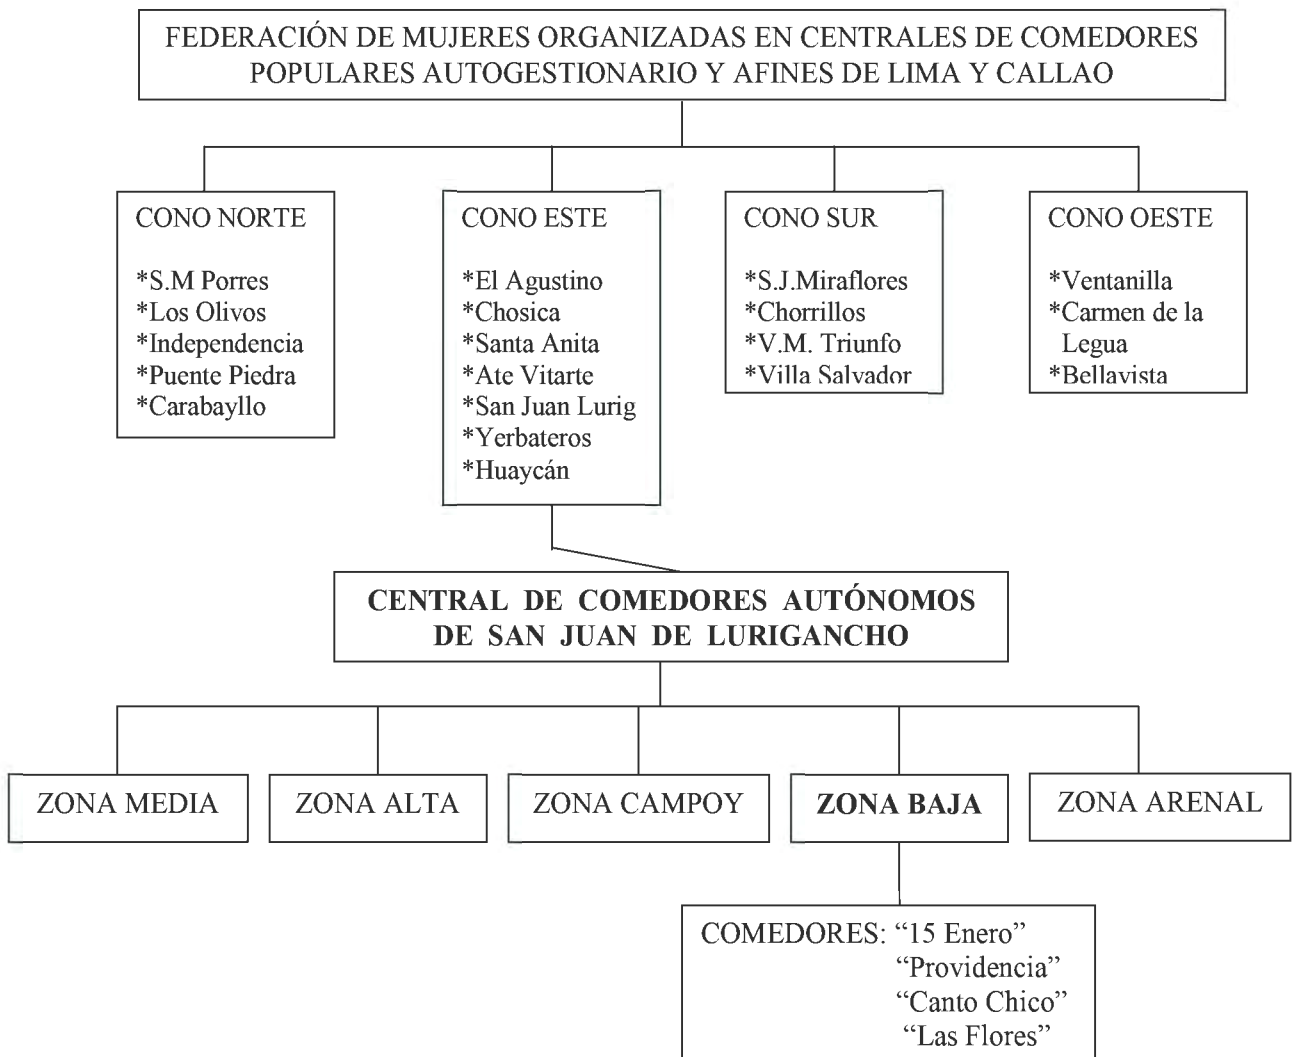 FEDERACIÓN DE MUJERES ORGANIZADAS EN CENTRALES DE COMEDORES
POPULARES AUTOGESTIONARIO Y AFINES DE LIMA Y CALLAO
CONO NORTE
*S.M Porres
*Los Olivos
*Independencia
*Puente Piedra
*Carabayllo
CONO ESTE
*El Agustino
*Chosica
*Santa Anita
*Ate Vitarte
*San Juan Lurig
*Yerbateros
*Huaycán
CONO SUR
*S.J.Miraflores
*Chorrillos
*V.M. Triunfo
*Villa Salvador
CONO OESTE
*Ventanilla
*Carmen de la
Legua
*Bellavista
CENTRAL DE COMEDORES AUTÓNOMOS
DE SAN JUAN DE LURIGANCHO
ZONA MEDIA
ZONA ALTA
ZONA CAMPOY
ZONA BAJA
ZONA ARENAL
COMEDORES: “15 Enero”
“Providencia”
“Canto Chico”
“Las Flores”